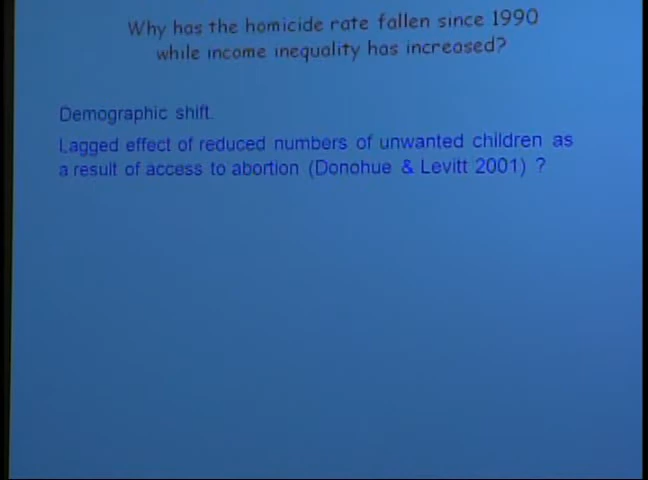 Why has the homicide rate fallen since 1990
while income inequality has increased?
Demographic shift.
Lagged effect of reduced numbers of unwanted children as
a result of access to abortion (Donohue & Levitt 2001) ?